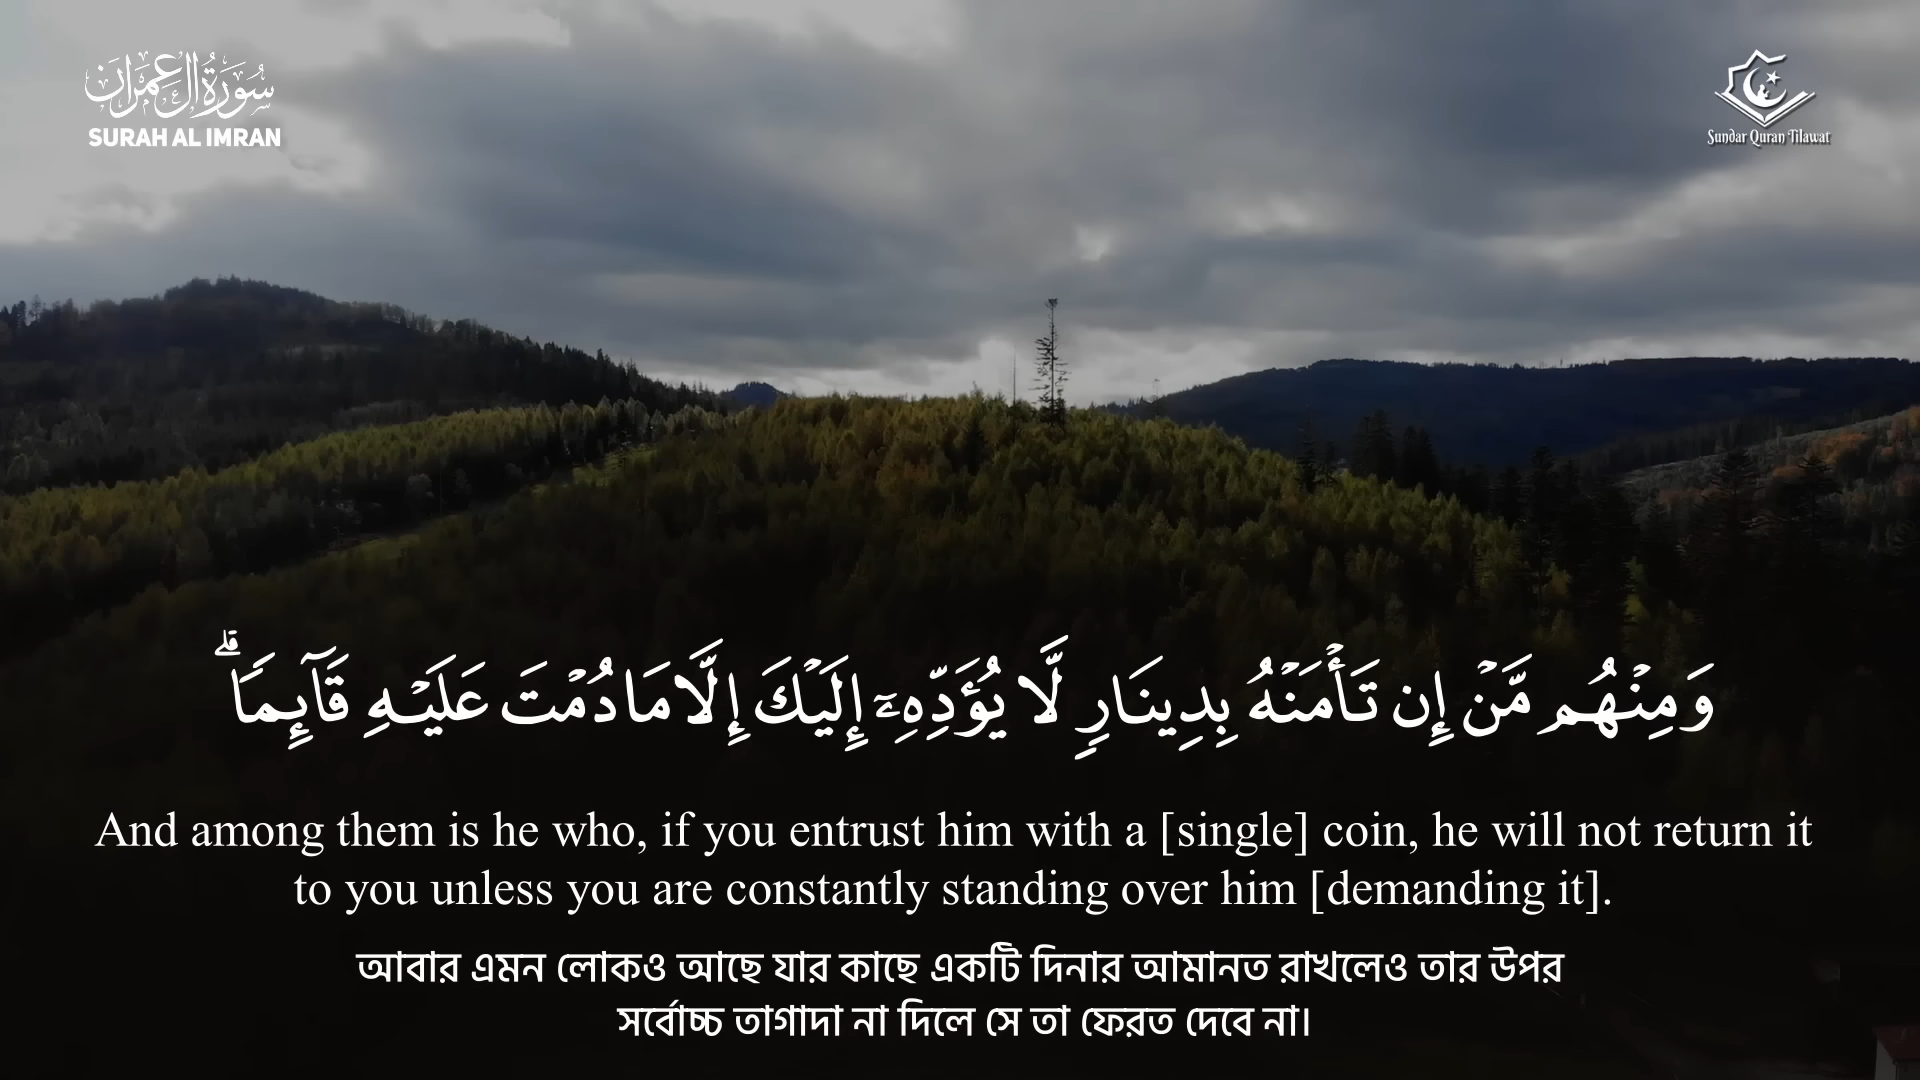 سُورَةُ آل عِمْرَان
SURAH AL IMRAN
Sundar Quran Tilawat
وَمِنْهُم مَّنْ إِن تَأْمَنْهُ بِدِينَارٍ لَّا يُؤَدِّهِۦٓ إِلَيْكَ إِلَّا مَا دُمْتَ عَلَيْهِ قَآئِمًا ۗ
And among them is he who, if you entrust him with a [single] coin, he will not return it
to you unless you are constantly standing over him [demanding it].
আবার এমন লোকও আছে যার কাছে একটি দিনার আমানত রাখলেও তার উপর
সর্বোচ্চ তাগাদা না দিলে সে তা ফেরত দেবে না।